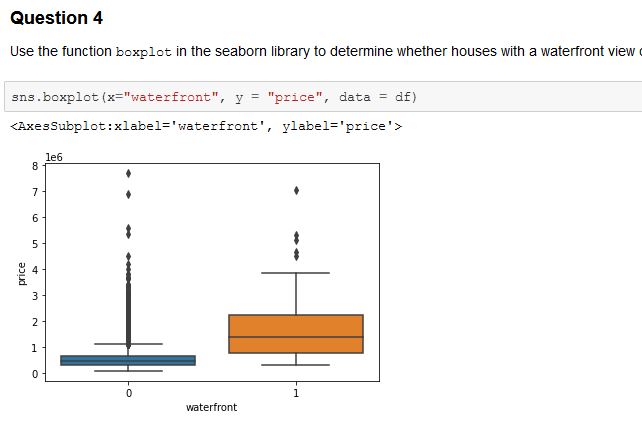 Question 4
Use the function boxplot in the seaborn library to determine whether houses with a waterfront view
sns.boxplot(x="waterfront", y = "price", data = df)
<AxesSubplot:xlabel='waterfront', ylabel='price'>
1e6
8
7
6
5
4
3
2
1
0
price
0 1
waterfront